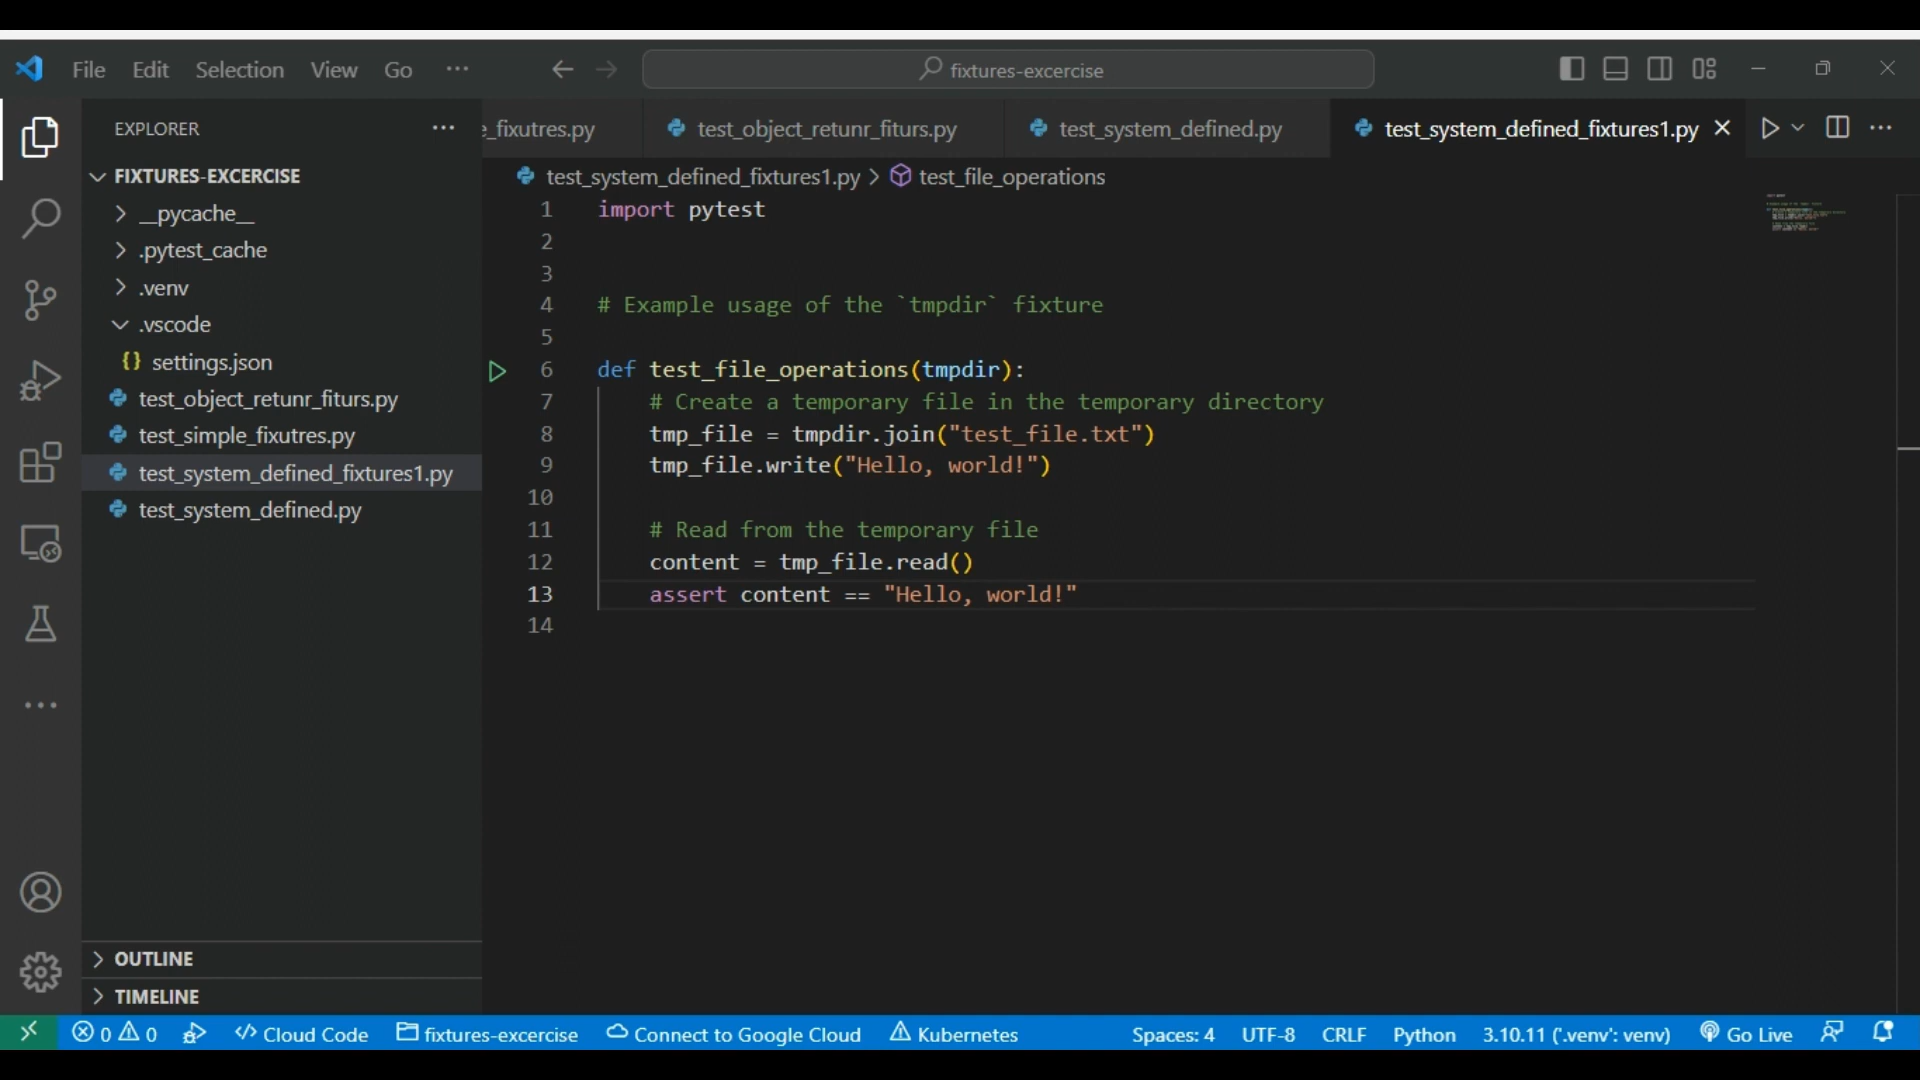 File Edit Selection View Go ···
fixtures-excercise
EXPLORER ···
FIXTURES-EXCERCISE
__pycache__
.pytest_cache
.venv
.vscode
{} settings.json
test_object_retunr_fiturs.py
test_simple_fixutres.py
test_system_defined_fixtures1.py
test_system_defined.py
OUTLINE
TIMELINE
e_fixutres.py test_object_retunr_fiturs.py test_system_defined.py test_system_defined_fixtures1.py
test_system_defined_fixtures1.py > test_file_operations
1 import pytest
2
3
4 # Example usage of the `tmpdir` fixture
5
6 def test_file_operations(tmpdir):
7 # Create a temporary file in the temporary directory
8 tmp_file = tmpdir.join("test_file.txt")
9 tmp_file.write("Hello, world!")
10
11 # Read from the temporary file
12 content = tmp_file.read()
13 assert content == "Hello, world!"
14
0 0 Cloud Code fixtures-excercise Connect to Google Cloud Kubernetes Spaces: 4 UTF-8 CRLF Python 3.10.11 ('.venv': venv) Go Live